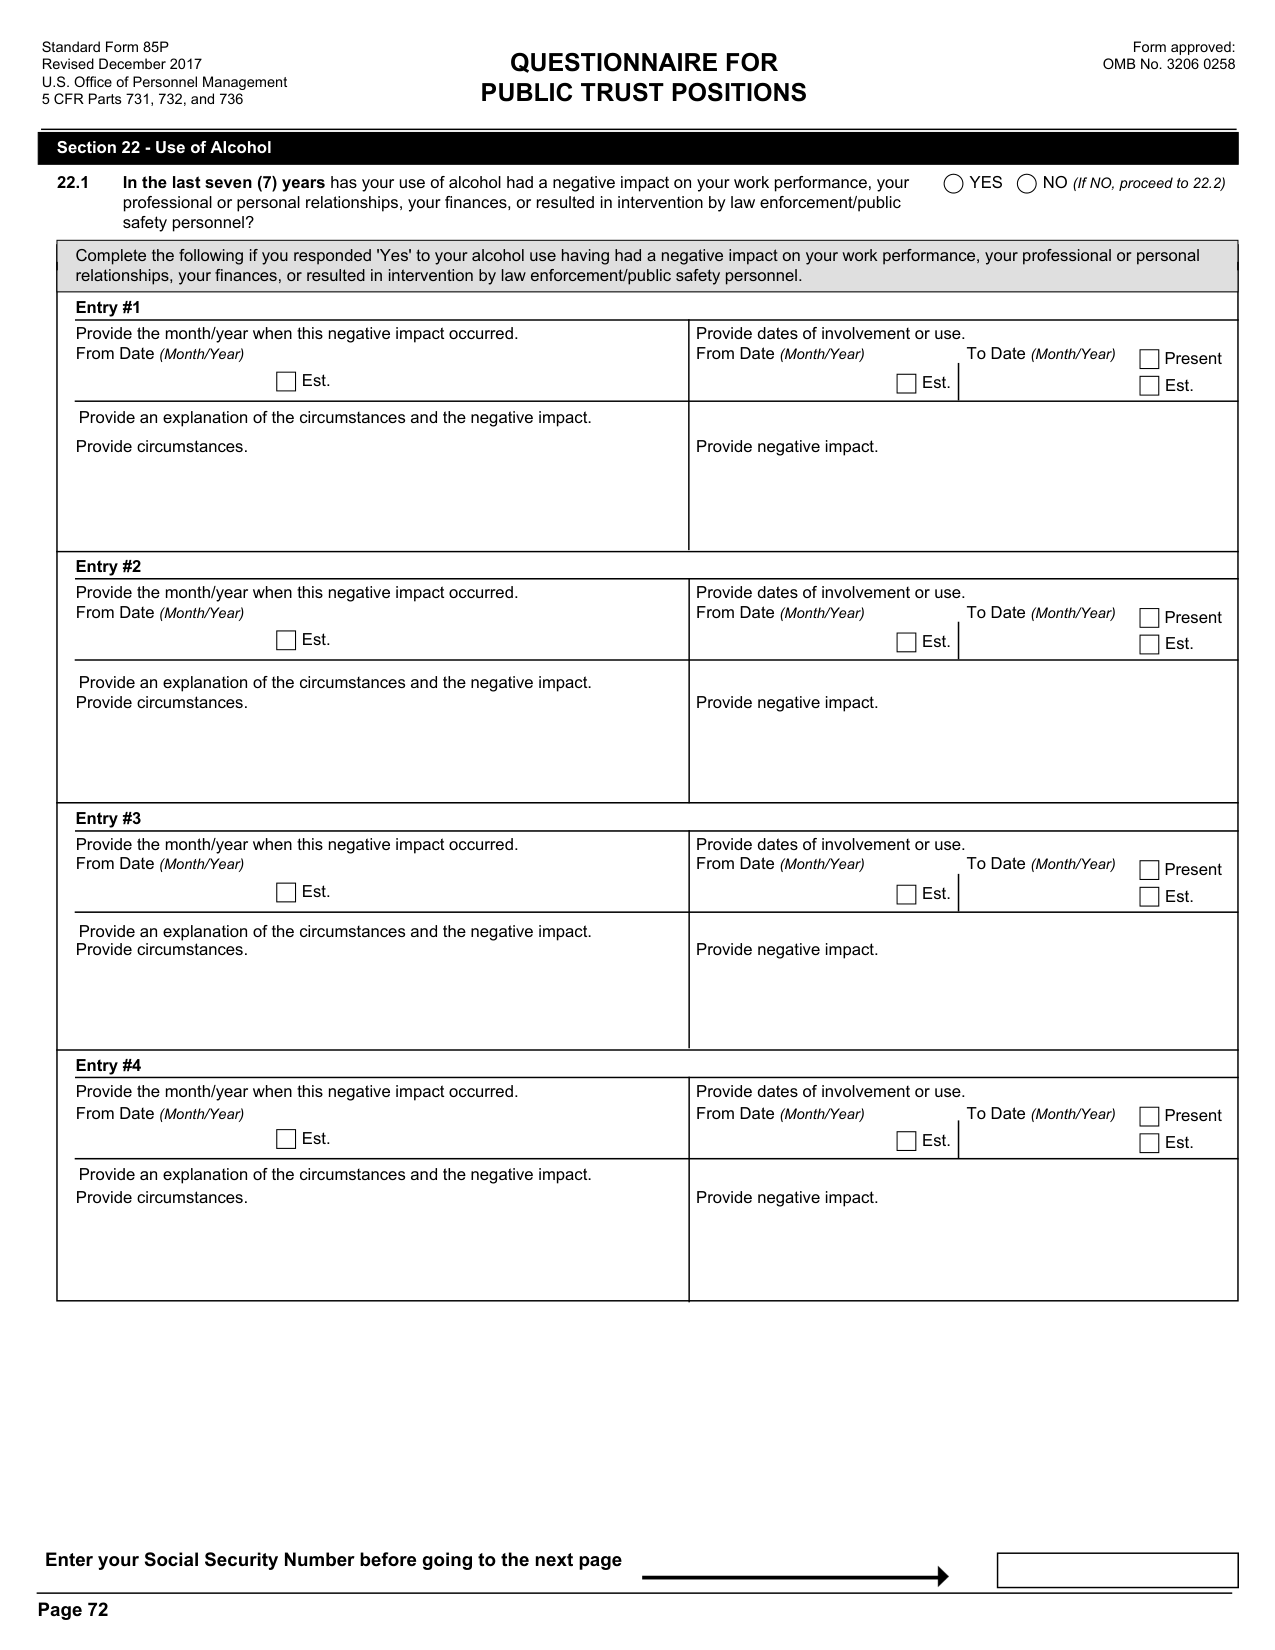 Standard Form 85P
Revised December 2017
U.S. Office of Personnel Management
5 CFR Parts 731, 732, and 736
QUESTIONNAIRE FOR
PUBLIC TRUST POSITIONS
Form approved:
OMB No. 3206 0258
Section 22 - Use of Alcohol
22.1 In the last seven (7) years has your use of alcohol had a negative impact on your work performance, your YES NO (If NO, proceed to 22.2)
professional or personal relationships, your finances, or resulted in intervention by law enforcement/public
safety personnel?
Complete the following if you responded 'Yes' to your alcohol use having had a negative impact on your work performance, your professional or personal
relationships, your finances, or resulted in intervention by law enforcement/public safety personnel.
Entry #1
Provide the month/year when this negative impact occurred. Provide dates of involvement or use.
From Date (Month/Year) From Date (Month/Year) To Date (Month/Year) Present
Est. Est. Est.
Provide an explanation of the circumstances and the negative impact.
Provide circumstances. Provide negative impact.
Entry #2
Provide the month/year when this negative impact occurred. Provide dates of involvement or use.
From Date (Month/Year) From Date (Month/Year) To Date (Month/Year) Present
Est. Est. Est.
Provide an explanation of the circumstances and the negative impact.
Provide circumstances. Provide negative impact.
Entry #3
Provide the month/year when this negative impact occurred. Provide dates of involvement or use.
From Date (Month/Year) From Date (Month/Year) To Date (Month/Year) Present
Est. Est. Est.
Provide an explanation of the circumstances and the negative impact.
Provide circumstances. Provide negative impact.
Entry #4
Provide the month/year when this negative impact occurred. Provide dates of involvement or use.
From Date (Month/Year) From Date (Month/Year) To Date (Month/Year) Present
Est. Est. Est.
Provide an explanation of the circumstances and the negative impact.
Provide circumstances. Provide negative impact.
Enter your Social Security Number before going to the next page
Page 72